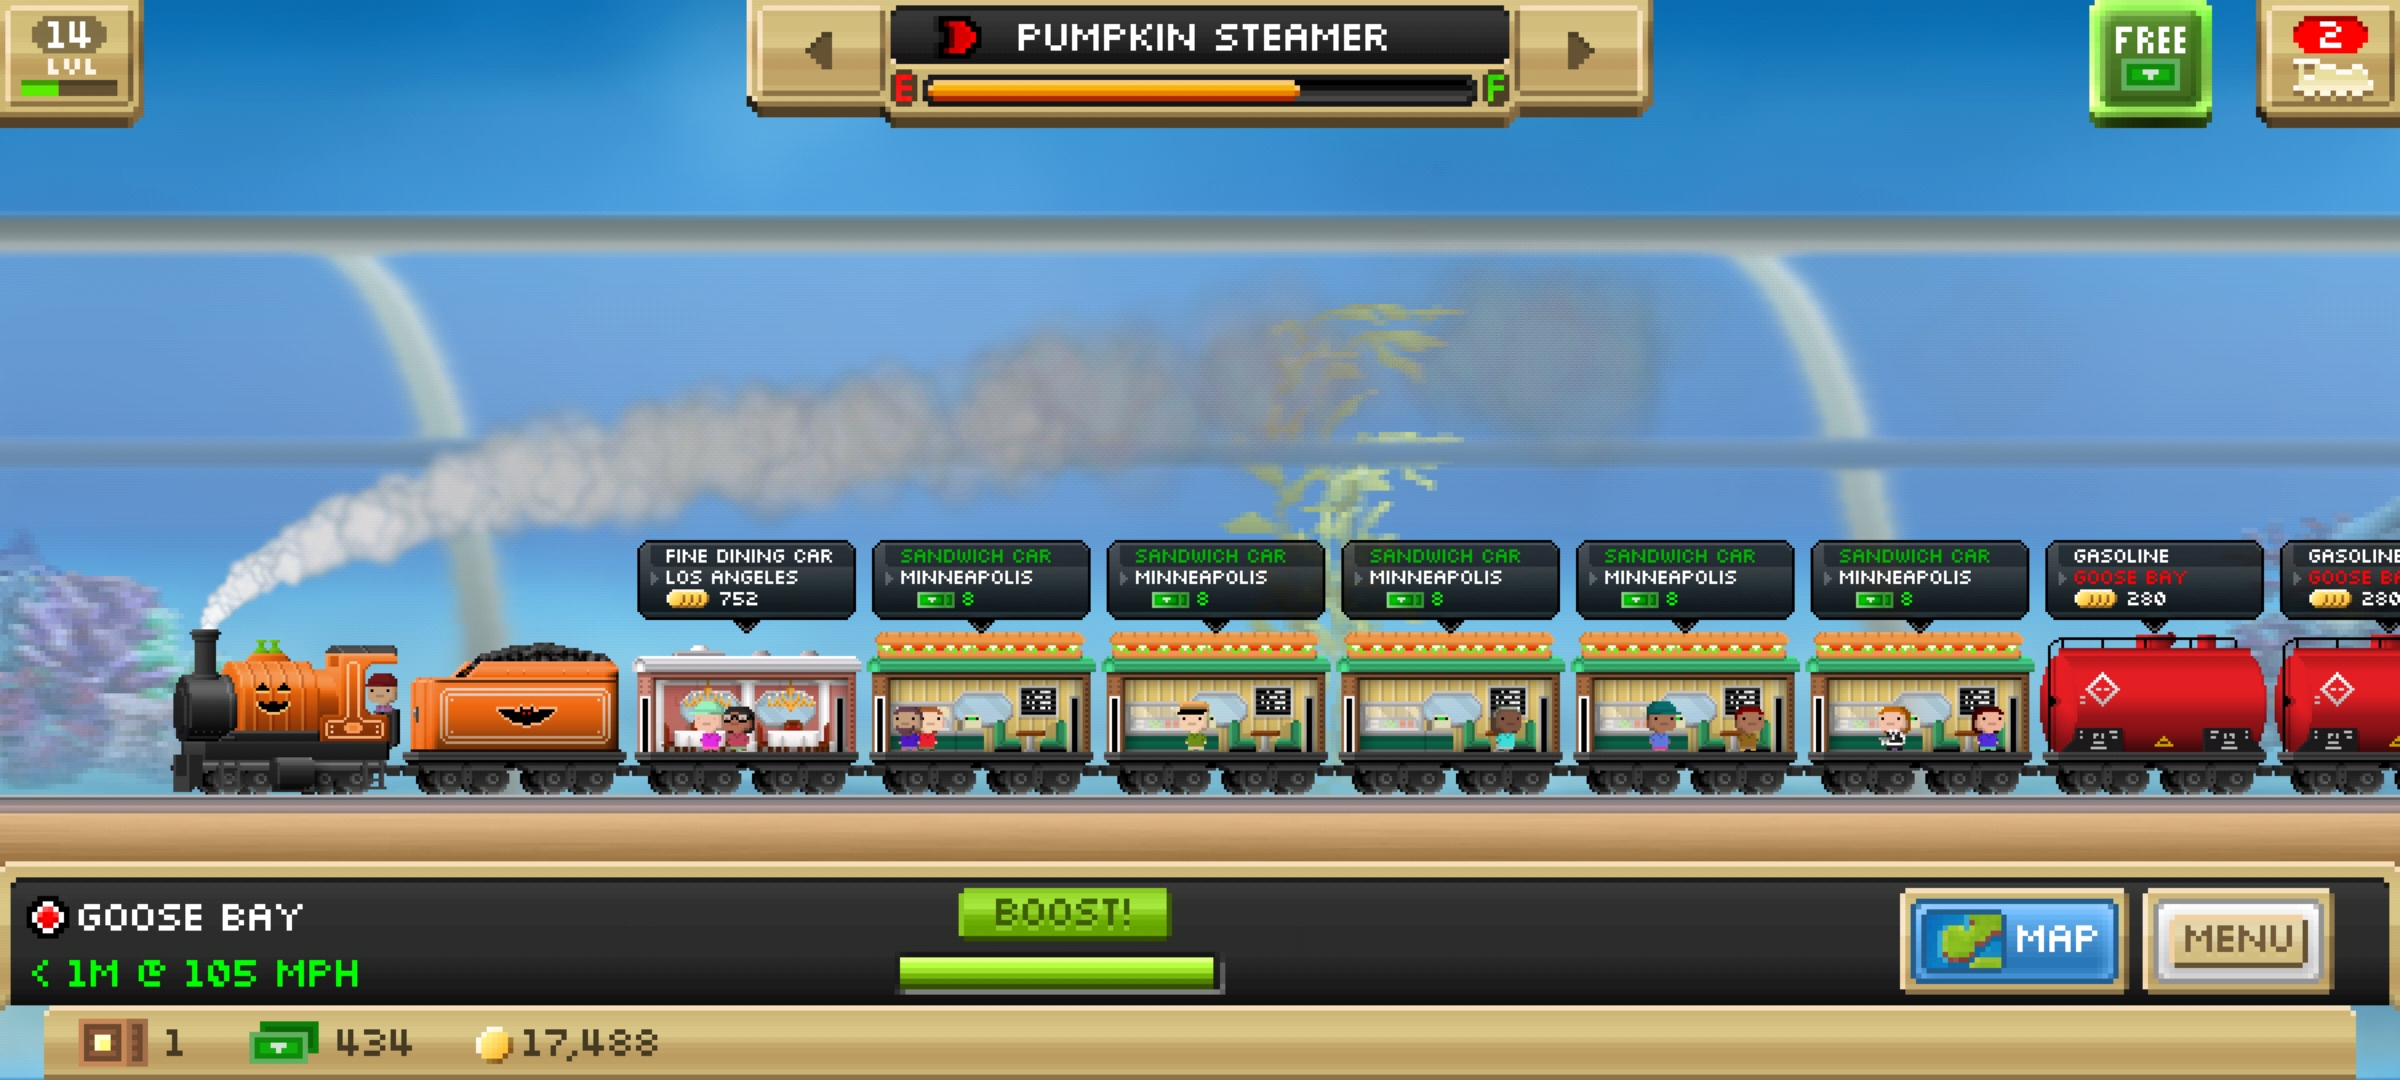 14
LVL
PUMPKIN STEAMER
E
F
FREE
2
FINE DINING CAR
LOS ANGELES
752
SANDWICH CAR
MINNEAPOLIS
8
SANDWICH CAR
MINNEAPOLIS
8
SANDWICH CAR
MINNEAPOLIS
8
SANDWICH CAR
MINNEAPOLIS
8
SANDWICH CAR
MINNEAPOLIS
8
GASOLINE
GOOSE BAY
280
GASOLINE
GOOSE BA
280
GOOSE BAY
< 1M @ 105 MPH
BOOST!
MAP
MENU
1
434
17,488